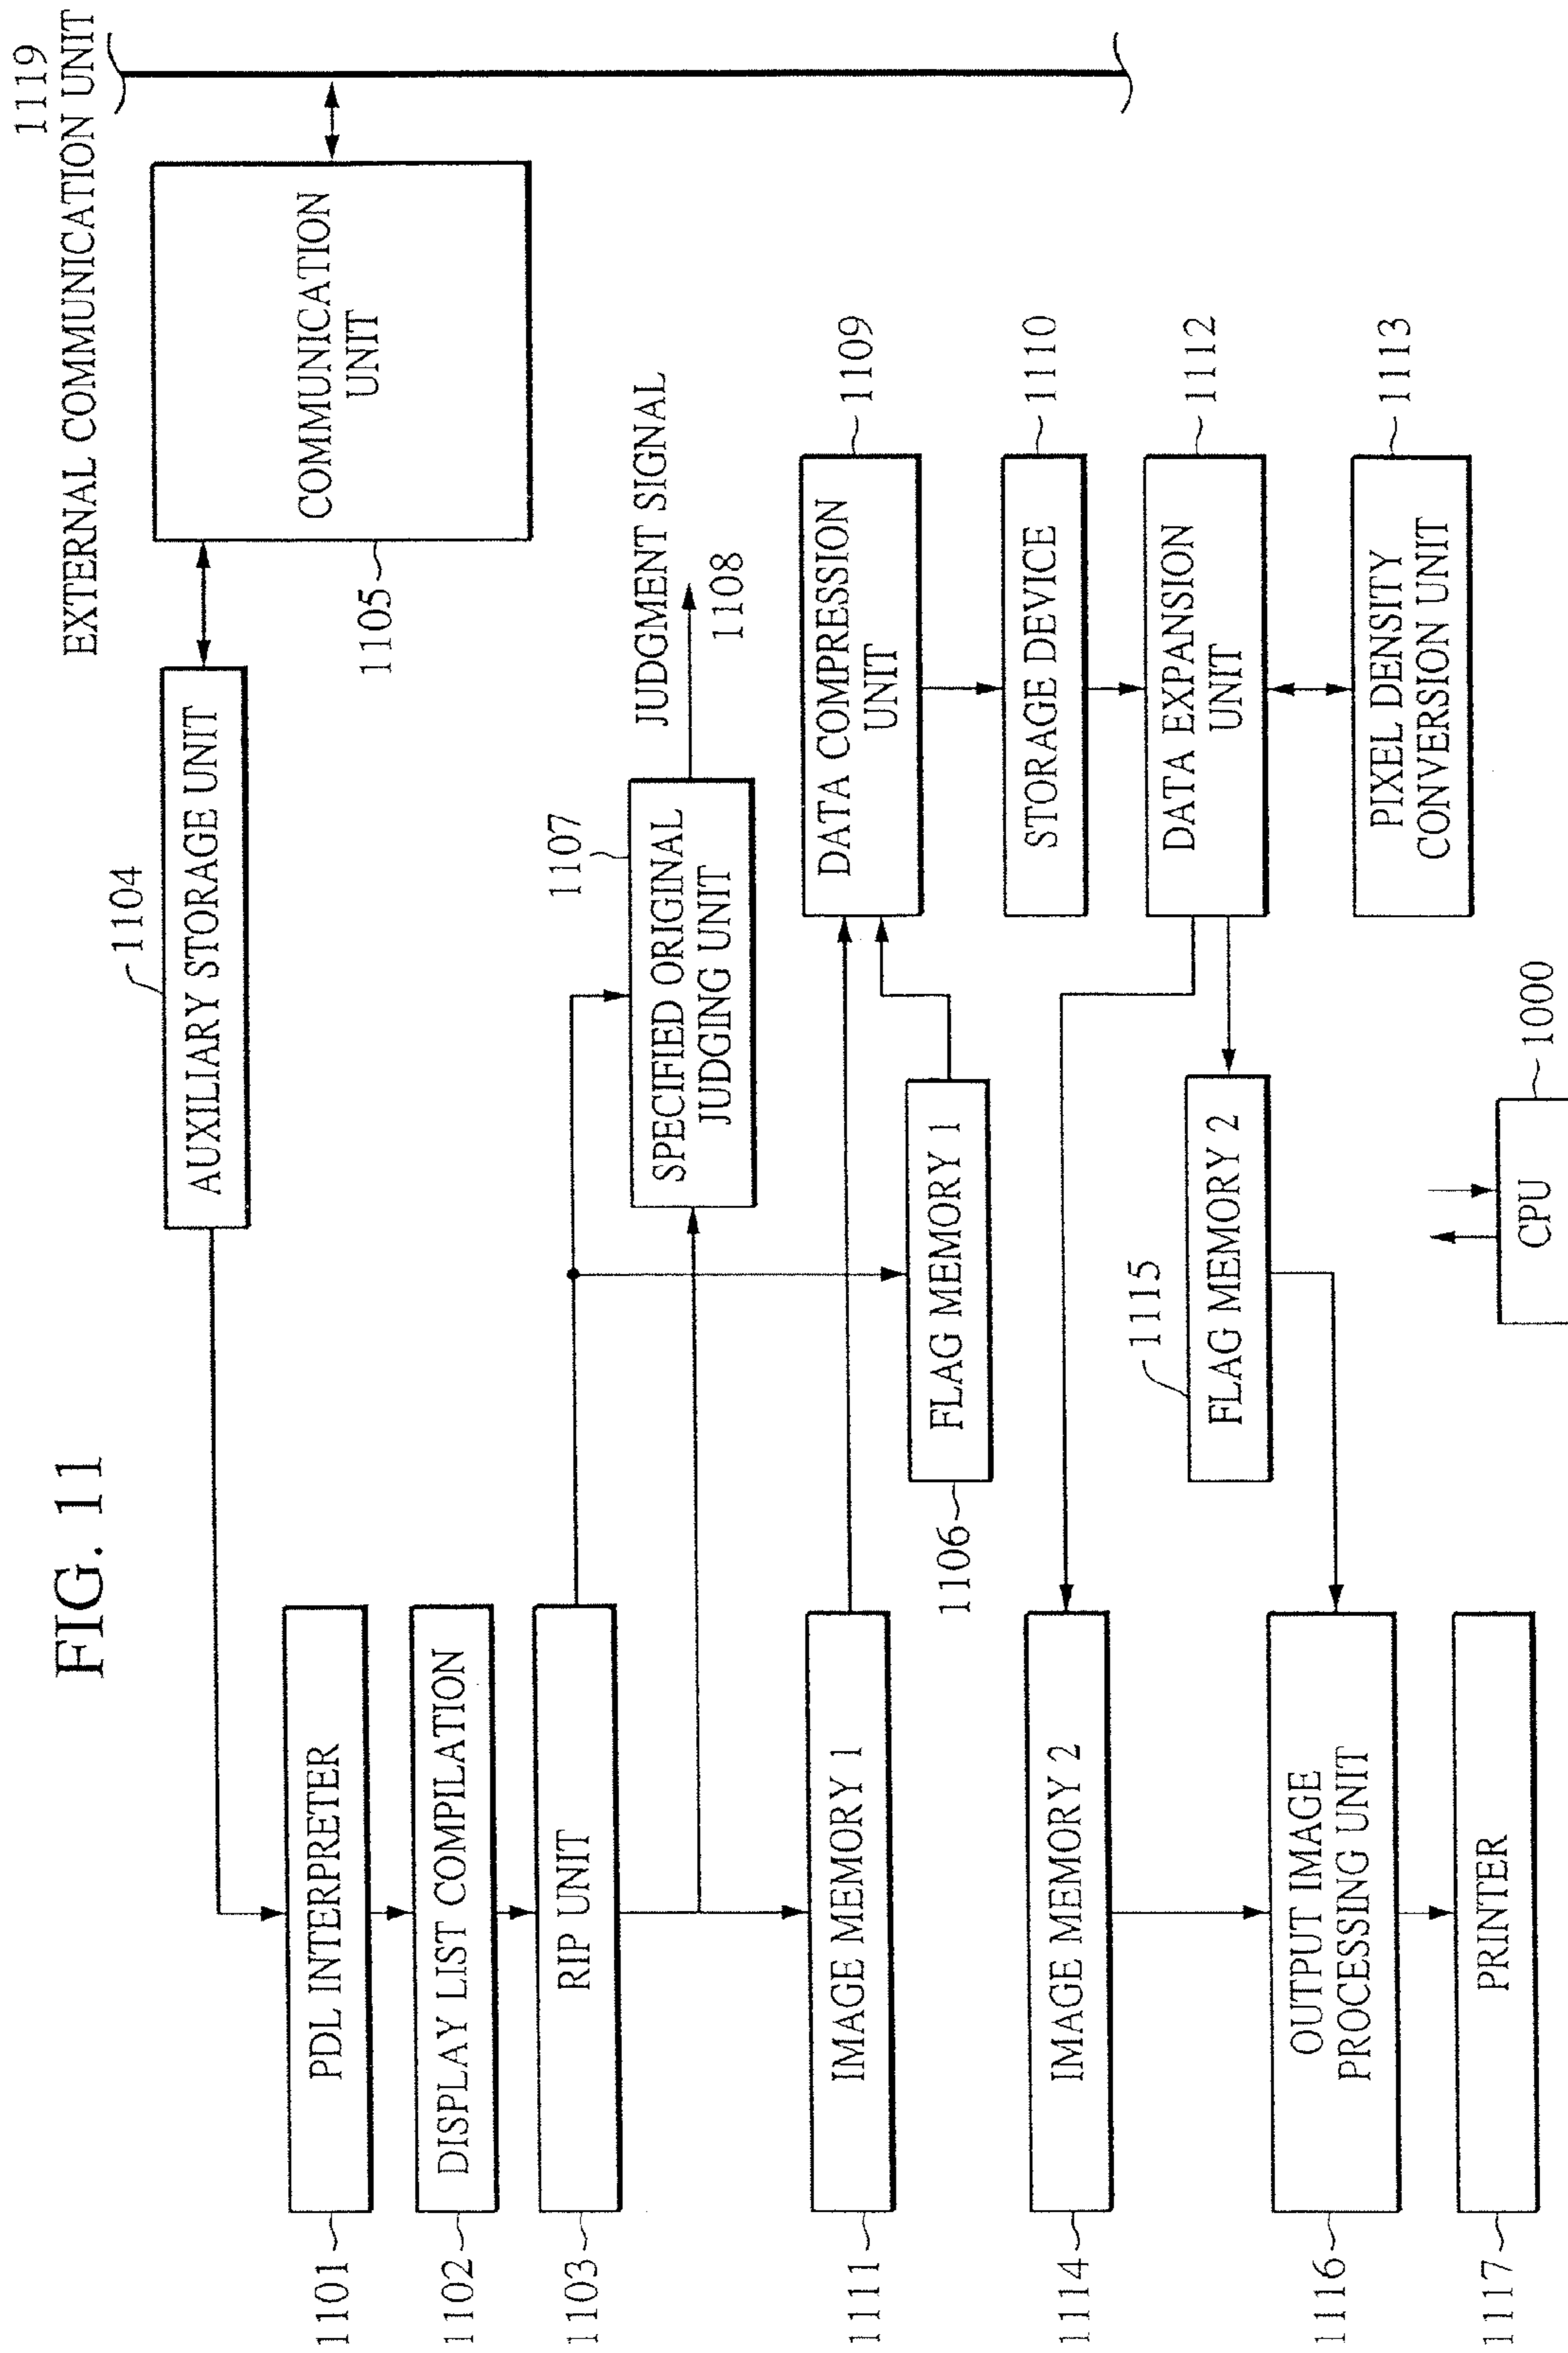 FIG. 11
1119
EXTERNAL COMMUNICATION UNIT
1104
AUXILIARY STORAGE UNIT
COMMUNICATION
UNIT
1105
1101
PDL INTERPRETER
1102
DISPLAY LIST COMPILATION
1103
RIP UNIT
1107
SPECIFIED ORIGINAL
JUDGING UNIT
JUDGMENT SIGNAL
1108
1111
IMAGE MEMORY 1
1106
FLAG MEMORY 1
DATA COMPRESSION
UNIT
1109
STORAGE DEVICE
1110
1114
IMAGE MEMORY 2
1115
FLAG MEMORY 2
DATA EXPANSION
UNIT
1112
1116
OUTPUT IMAGE
PROCESSING UNIT
PIXEL DENSITY
CONVERSION UNIT
1113
1117
PRINTER
CPU
1000